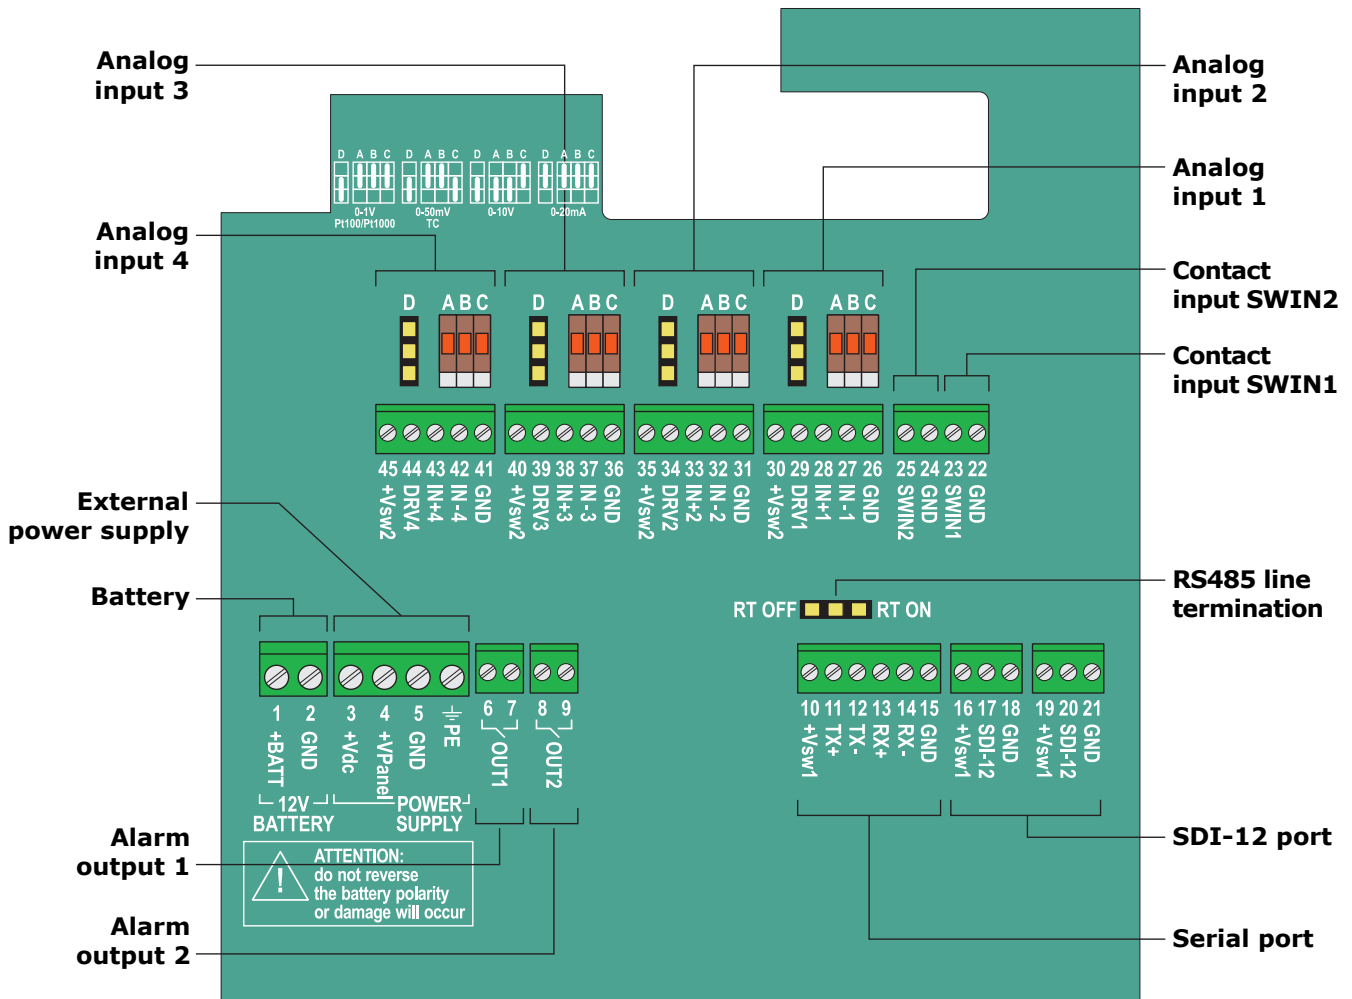 Analog
input 3
Analog
input 2
Analog
input 1
D A B C D A B C D A B C D A B C
0-1V 0-50mV 0-10V 0-20mA
Pt100/Pt1000 TC
Analog
input 4
Contact
input SWIN2
D A B C D A B C D A B C D A B C
Contact
input SWIN1
45 44 43 42 41 40 39 38 37 36 35 34 33 32 31 30 29 28 27 26 25 24 23 22
+Vsw2 DRV4 IN+4 IN-4 GND +Vsw2 DRV3 IN+3 IN-3 GND +Vsw2 DRV2 IN+2 IN-2 GND +Vsw2 DRV1 IN+1 IN-1 GND SWIN2 GND SWIN1 GND
External
power supply
Battery
RS485 line
termination
RT OFF RT ON
1 2 3 4 5 PE 6 7 8 9
+BATT GND +Vdc +VPanel GND OUT1 OUT2
10 11 12 13 14 15 16 17 18 19 20 21
+Vsw1 TX+ TX- RX+ RX- GND +Vsw1 SDI-12 GND +Vsw1 SDI-12 GND
12V
BATTERY
POWER
SUPPLY
Alarm
output 1
SDI-12 port
ATTENTION:
do not reverse
the battery polarity
or damage will occur
!
Alarm
output 2
Serial port